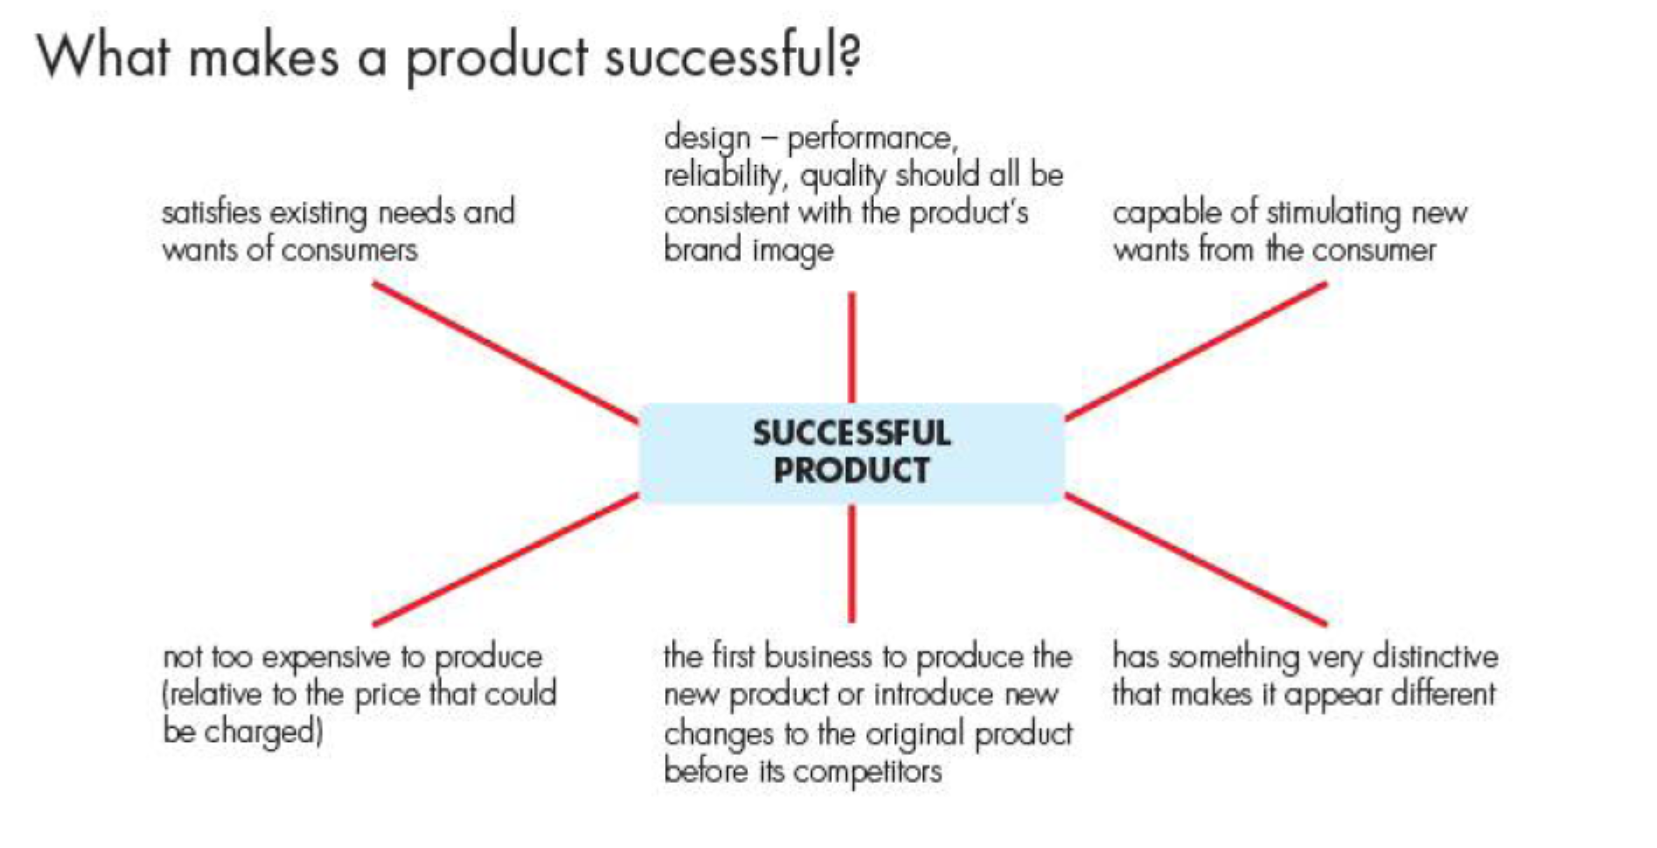 What makes a product successful?
satisfies existing needs and
wants of consumers
design – performance,
reliability, quality should all be
consistent with the product's
brand image
capable of stimulating new
wants from the consumer
SUCCESSFUL
PRODUCT
not too expensive to produce
(relative to the price that could
be charged)
the first business to produce the
new product or introduce new
changes to the original product
before its competitors
has something very distinctive
that makes it appear different